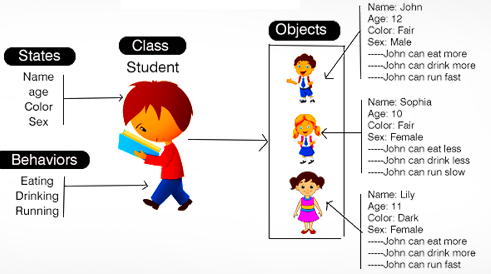 States
Name
age
Color
Sex
Behaviors
Eating
Drinking
Running
Class
Student
Objects
Name: John
Age: 12
Color: Fair
Sex: Male
-----John can eat more
-----John can drink more
-----John can run fast
Name: Sophia
Age: 10
Color: Fair
Sex: Female
-----John can eat less
-----John can drink less
-----John can run slow
Name: Lily
Age: 11
Color: Dark
Sex: Female
-----John can eat more
-----John can drink more
-----John can run fast